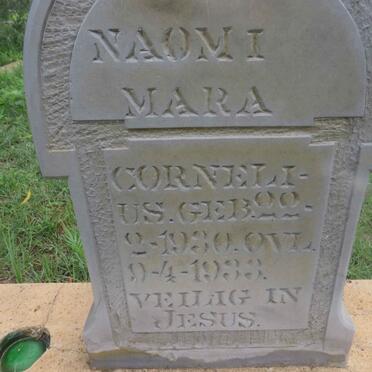 NAOMI
MARA
CORNELI-
US. GEB. 22-
2-1930. OVL
9-4-1933.
VEILIG IN
JESUS.